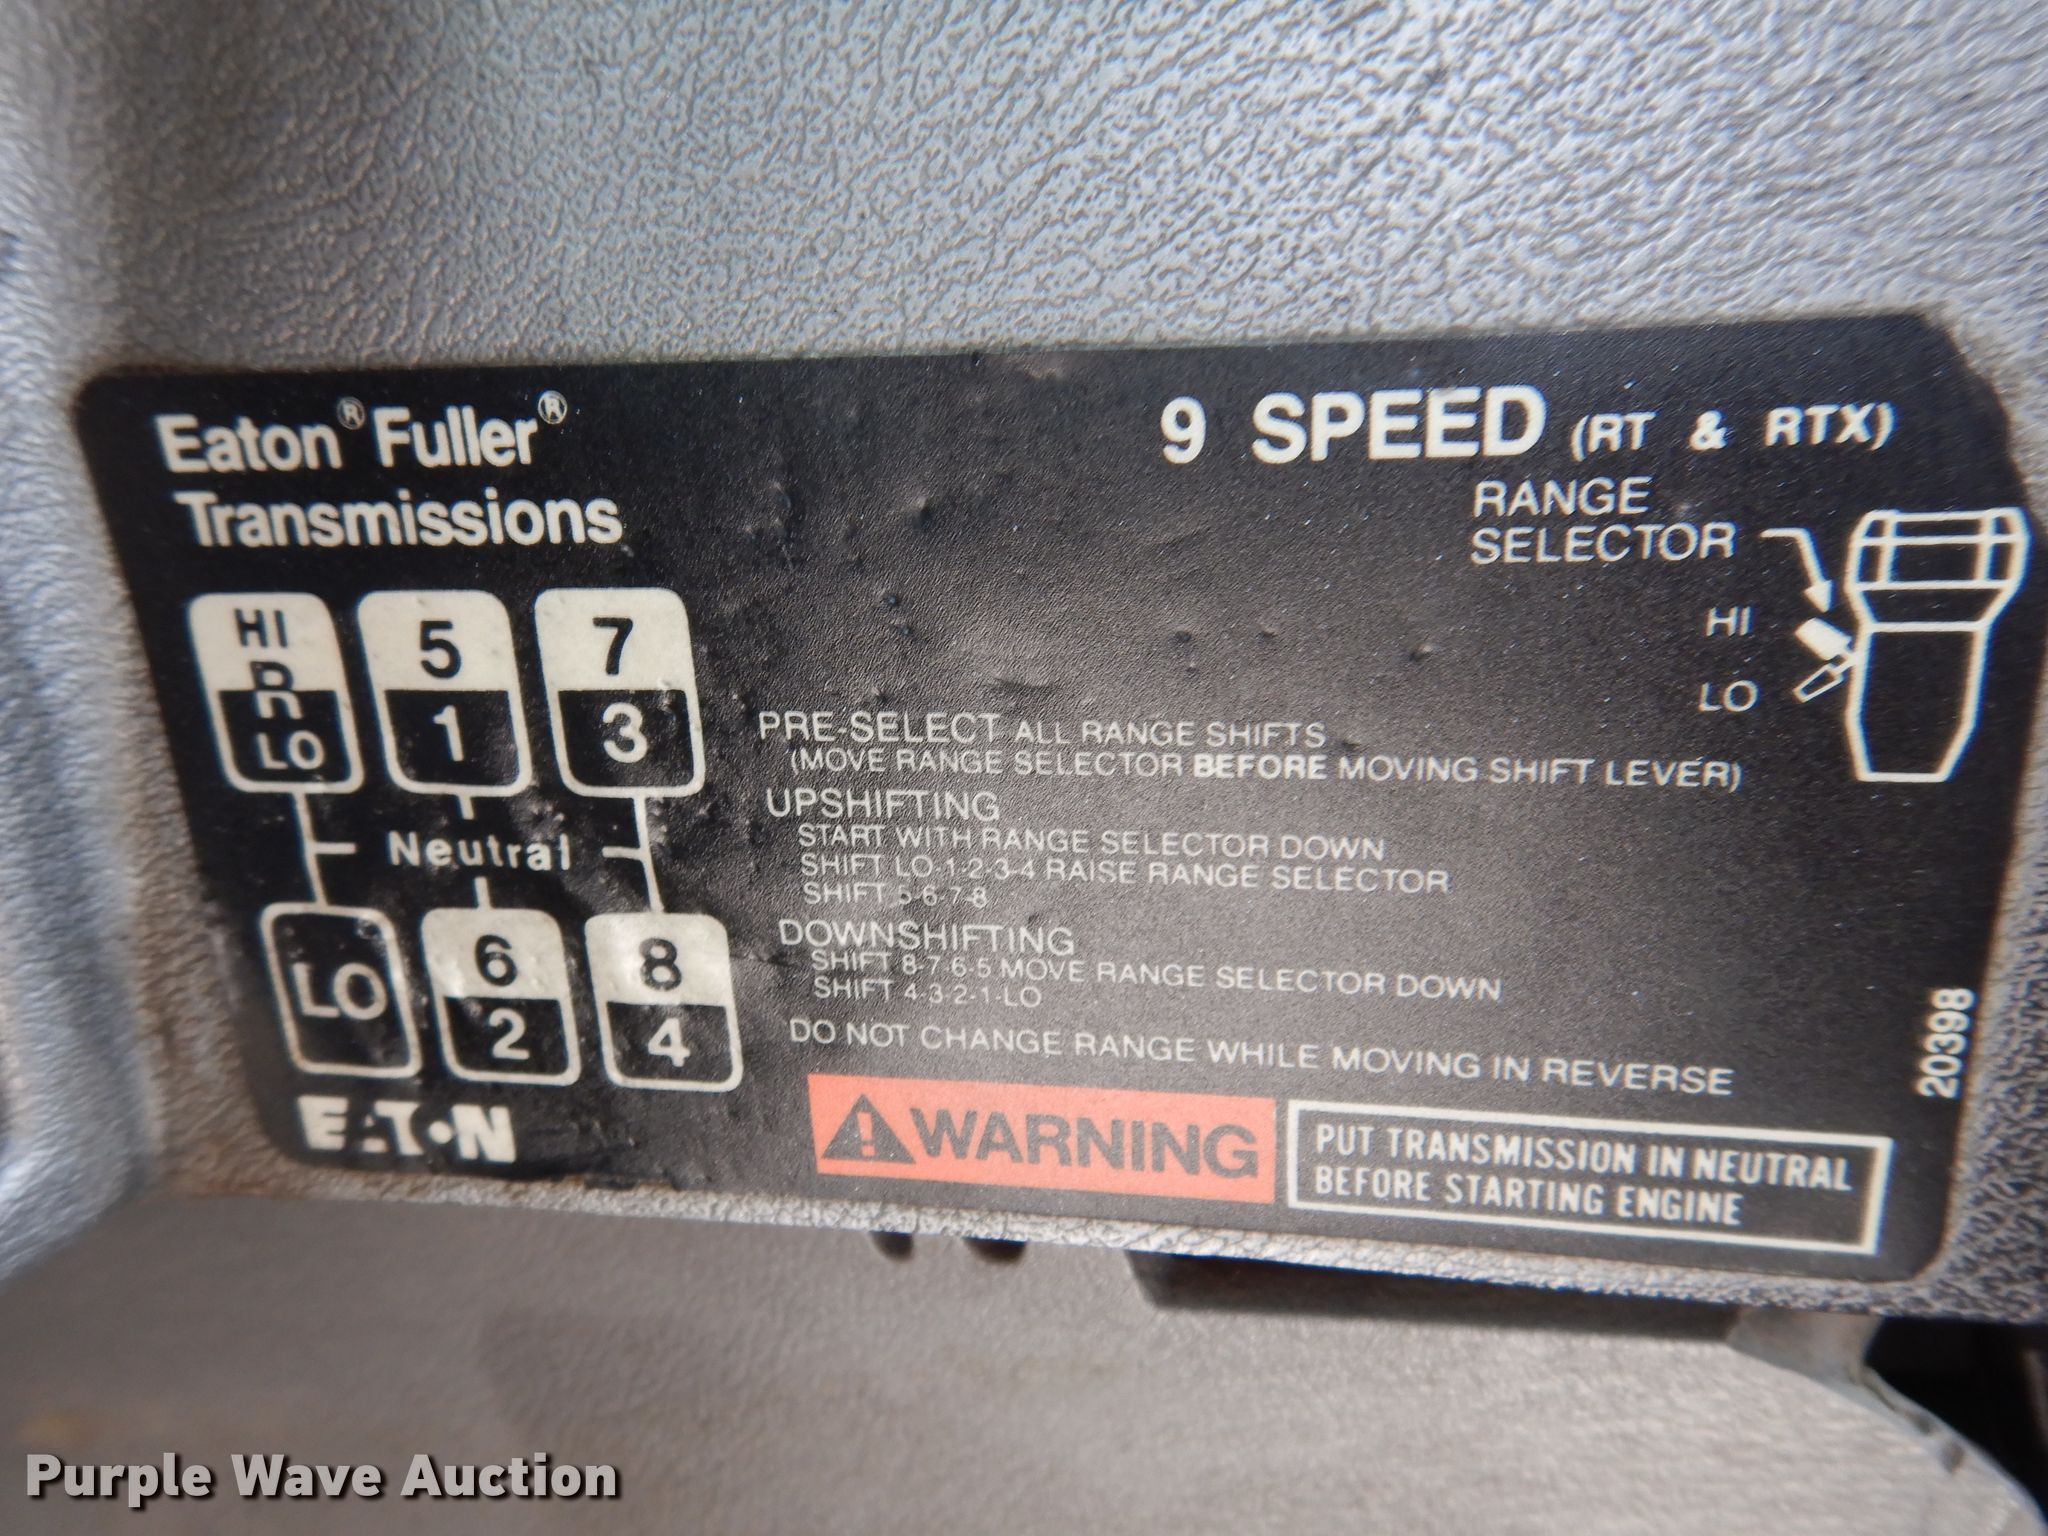 Eaton® Fuller®
Transmissions
9 SPEED (RT & RTX)
RANGE
SELECTOR
HI
LO
HI
R
LO
5
1
7
3
Neutral
LO
6
2
8
4
PRE-SELECT ALL RANGE SHIFTS
(MOVE RANGE SELECTOR BEFORE MOVING SHIFT LEVER)
UPSHIFTING
START WITH RANGE SELECTOR DOWN
SHIFT LO-1-2-3-4 RAISE RANGE SELECTOR
SHIFT 5-6-7-8
DOWNSHIFTING
SHIFT 8-7-6-5 MOVE RANGE SELECTOR DOWN
SHIFT 4-3-2-1-LO
DO NOT CHANGE RANGE WHILE MOVING IN REVERSE
EATON
WARNING
PUT TRANSMISSION IN NEUTRAL
BEFORE STARTING ENGINE
20398
Purple Wave Auction